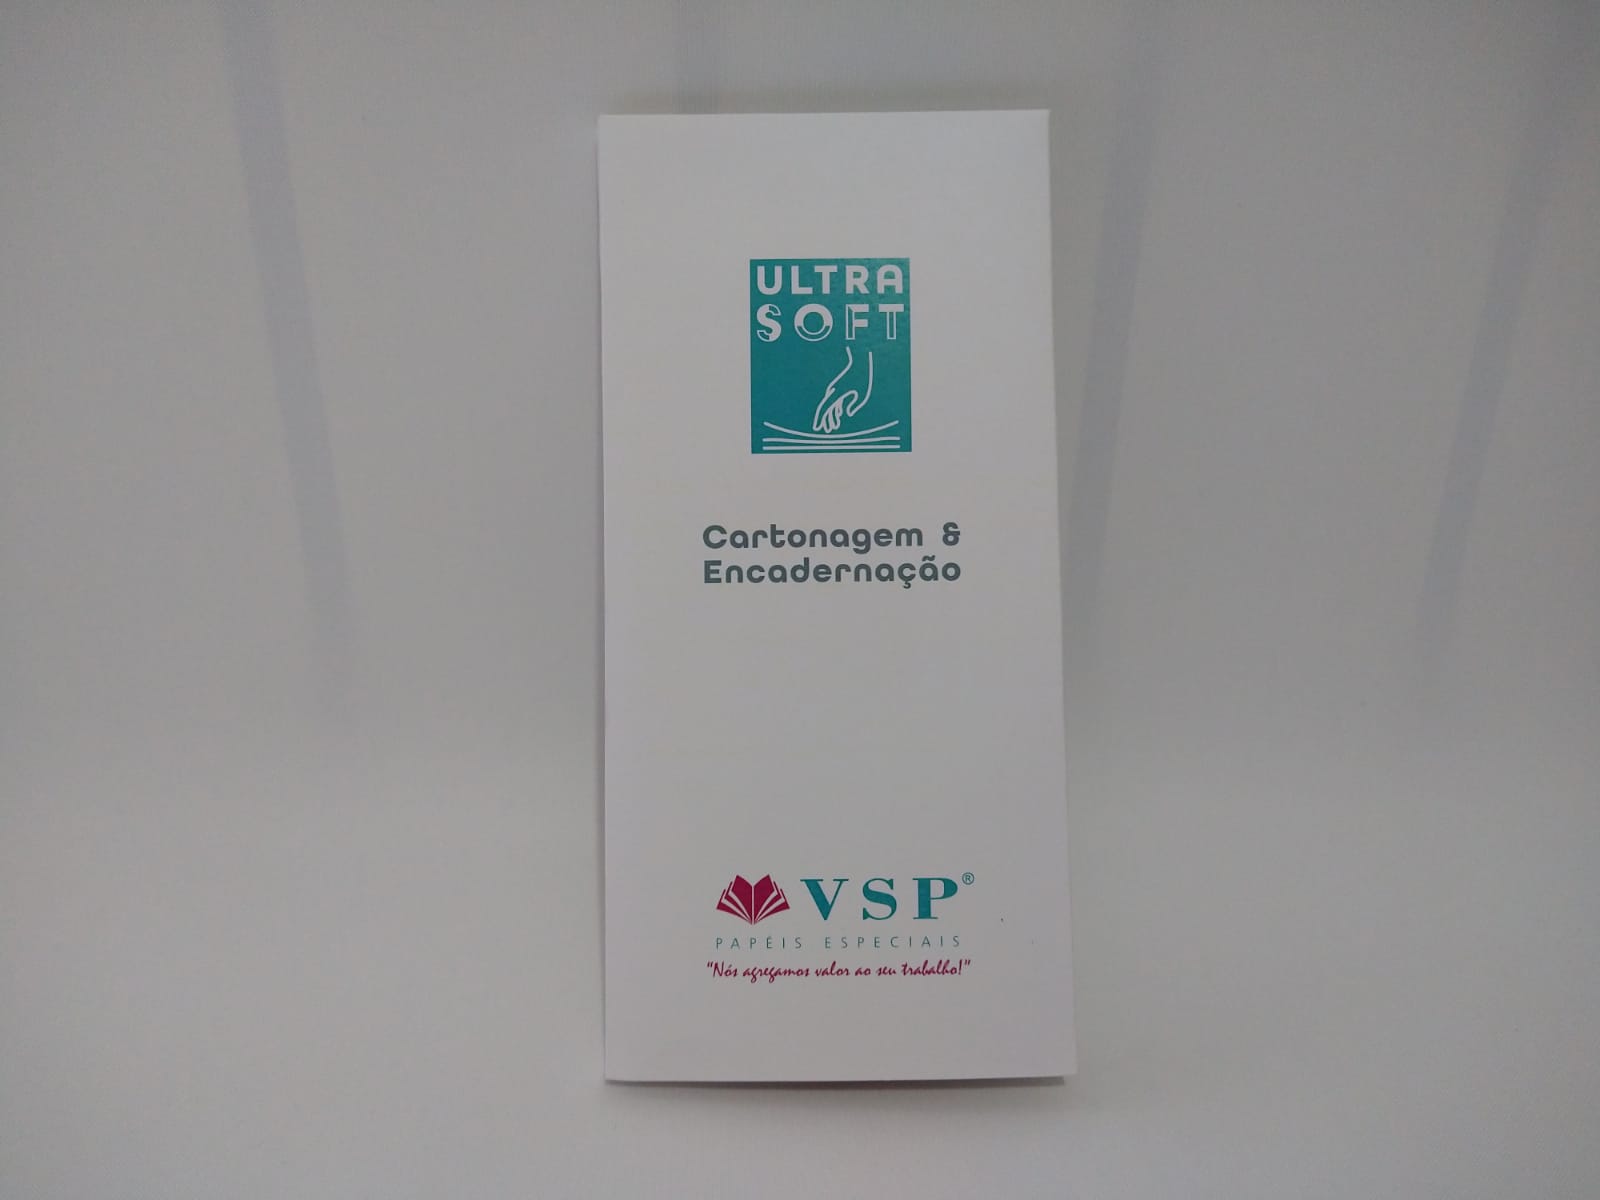 ULTRA
SOFT
Cartonagem &
Encadernação
VSP®
PAPÉIS ESPECIAIS
"Nós agregamos valor ao seu trabalho!"